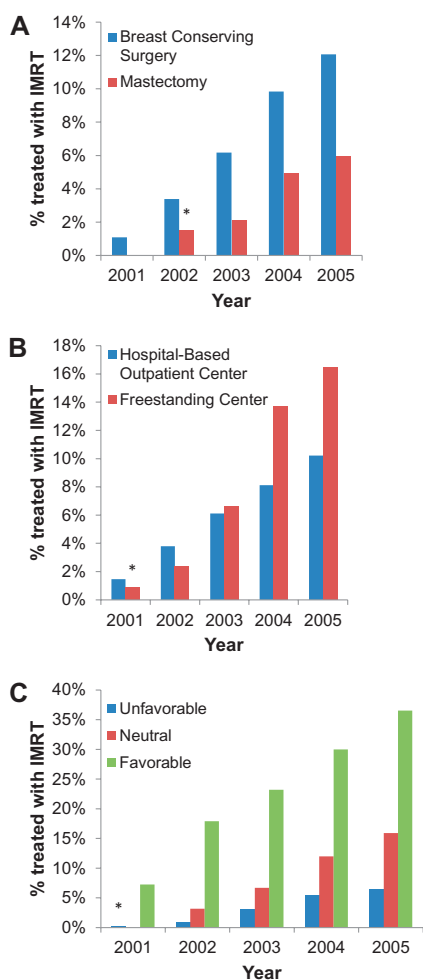 A
14%
12%
10%
8%
6%
4%
2%
0%
% treated with IMRT
Breast Conserving
Surgery
Mastectomy
*
2001 2002 2003 2004 2005
Year
B
18%
16%
14%
12%
10%
8%
6%
4%
2%
0%
% treated with IMRT
Hospital-Based
Outpatient Center
Freestanding Center
*
2001 2002 2003 2004 2005
Year
C
40%
35%
30%
25%
20%
15%
10%
5%
0%
% treated with IMRT
Unfavorable
Neutral
Favorable
*
2001 2002 2003 2004 2005
Year